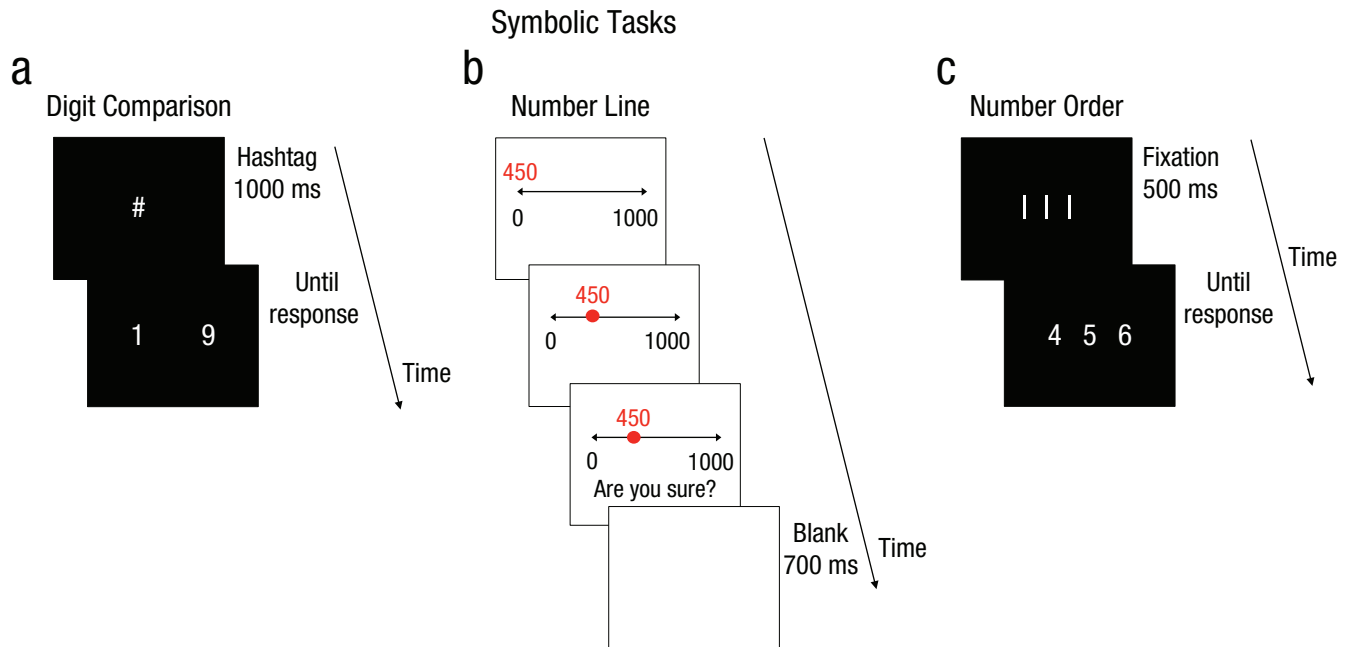 Symbolic Tasks
a
Digit Comparison
#
Hashtag
1000 ms
1 9
Until
response
Time
b
Number Line
450
0 1000
450
0 1000
450
0 1000
Are you sure?
Blank
700 ms
Time
c
Number Order
Fixation
500 ms
4 5 6
Until
response
Time